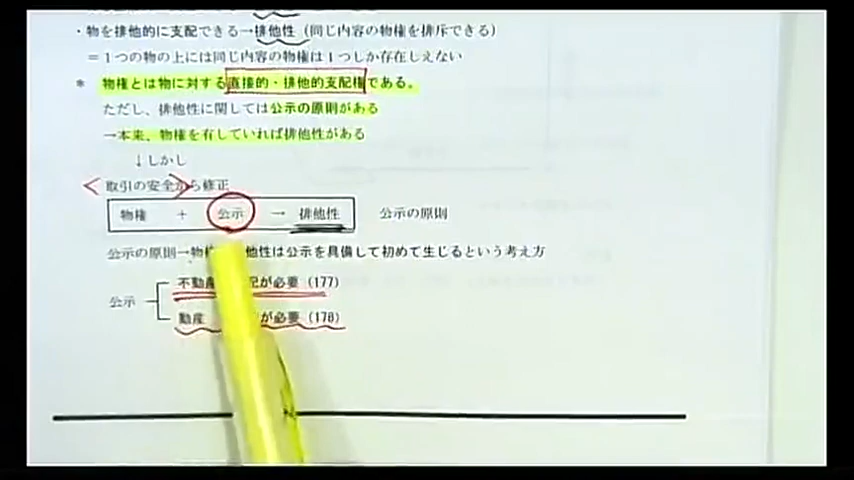 ・物を排他的に支配できる→排他性（同じ内容の物権を排斥できる）
＝１つの物の上には同じ内容の物権は１つしか存在しえない
＊ 物権とは物に対する直接的・排他的支配権である。
ただし、排他性に関しては公示の原則がある
→本来、物権を有していれば排他性がある
↓しかし
＜取引の安全から修正
物権 ＋ 公示 → 排他性 公示の原則
公示の原則→物権 他性は公示を具備して初めて生じるという考え方
不動産 が必要（177）
公示
動産 が必要（178）